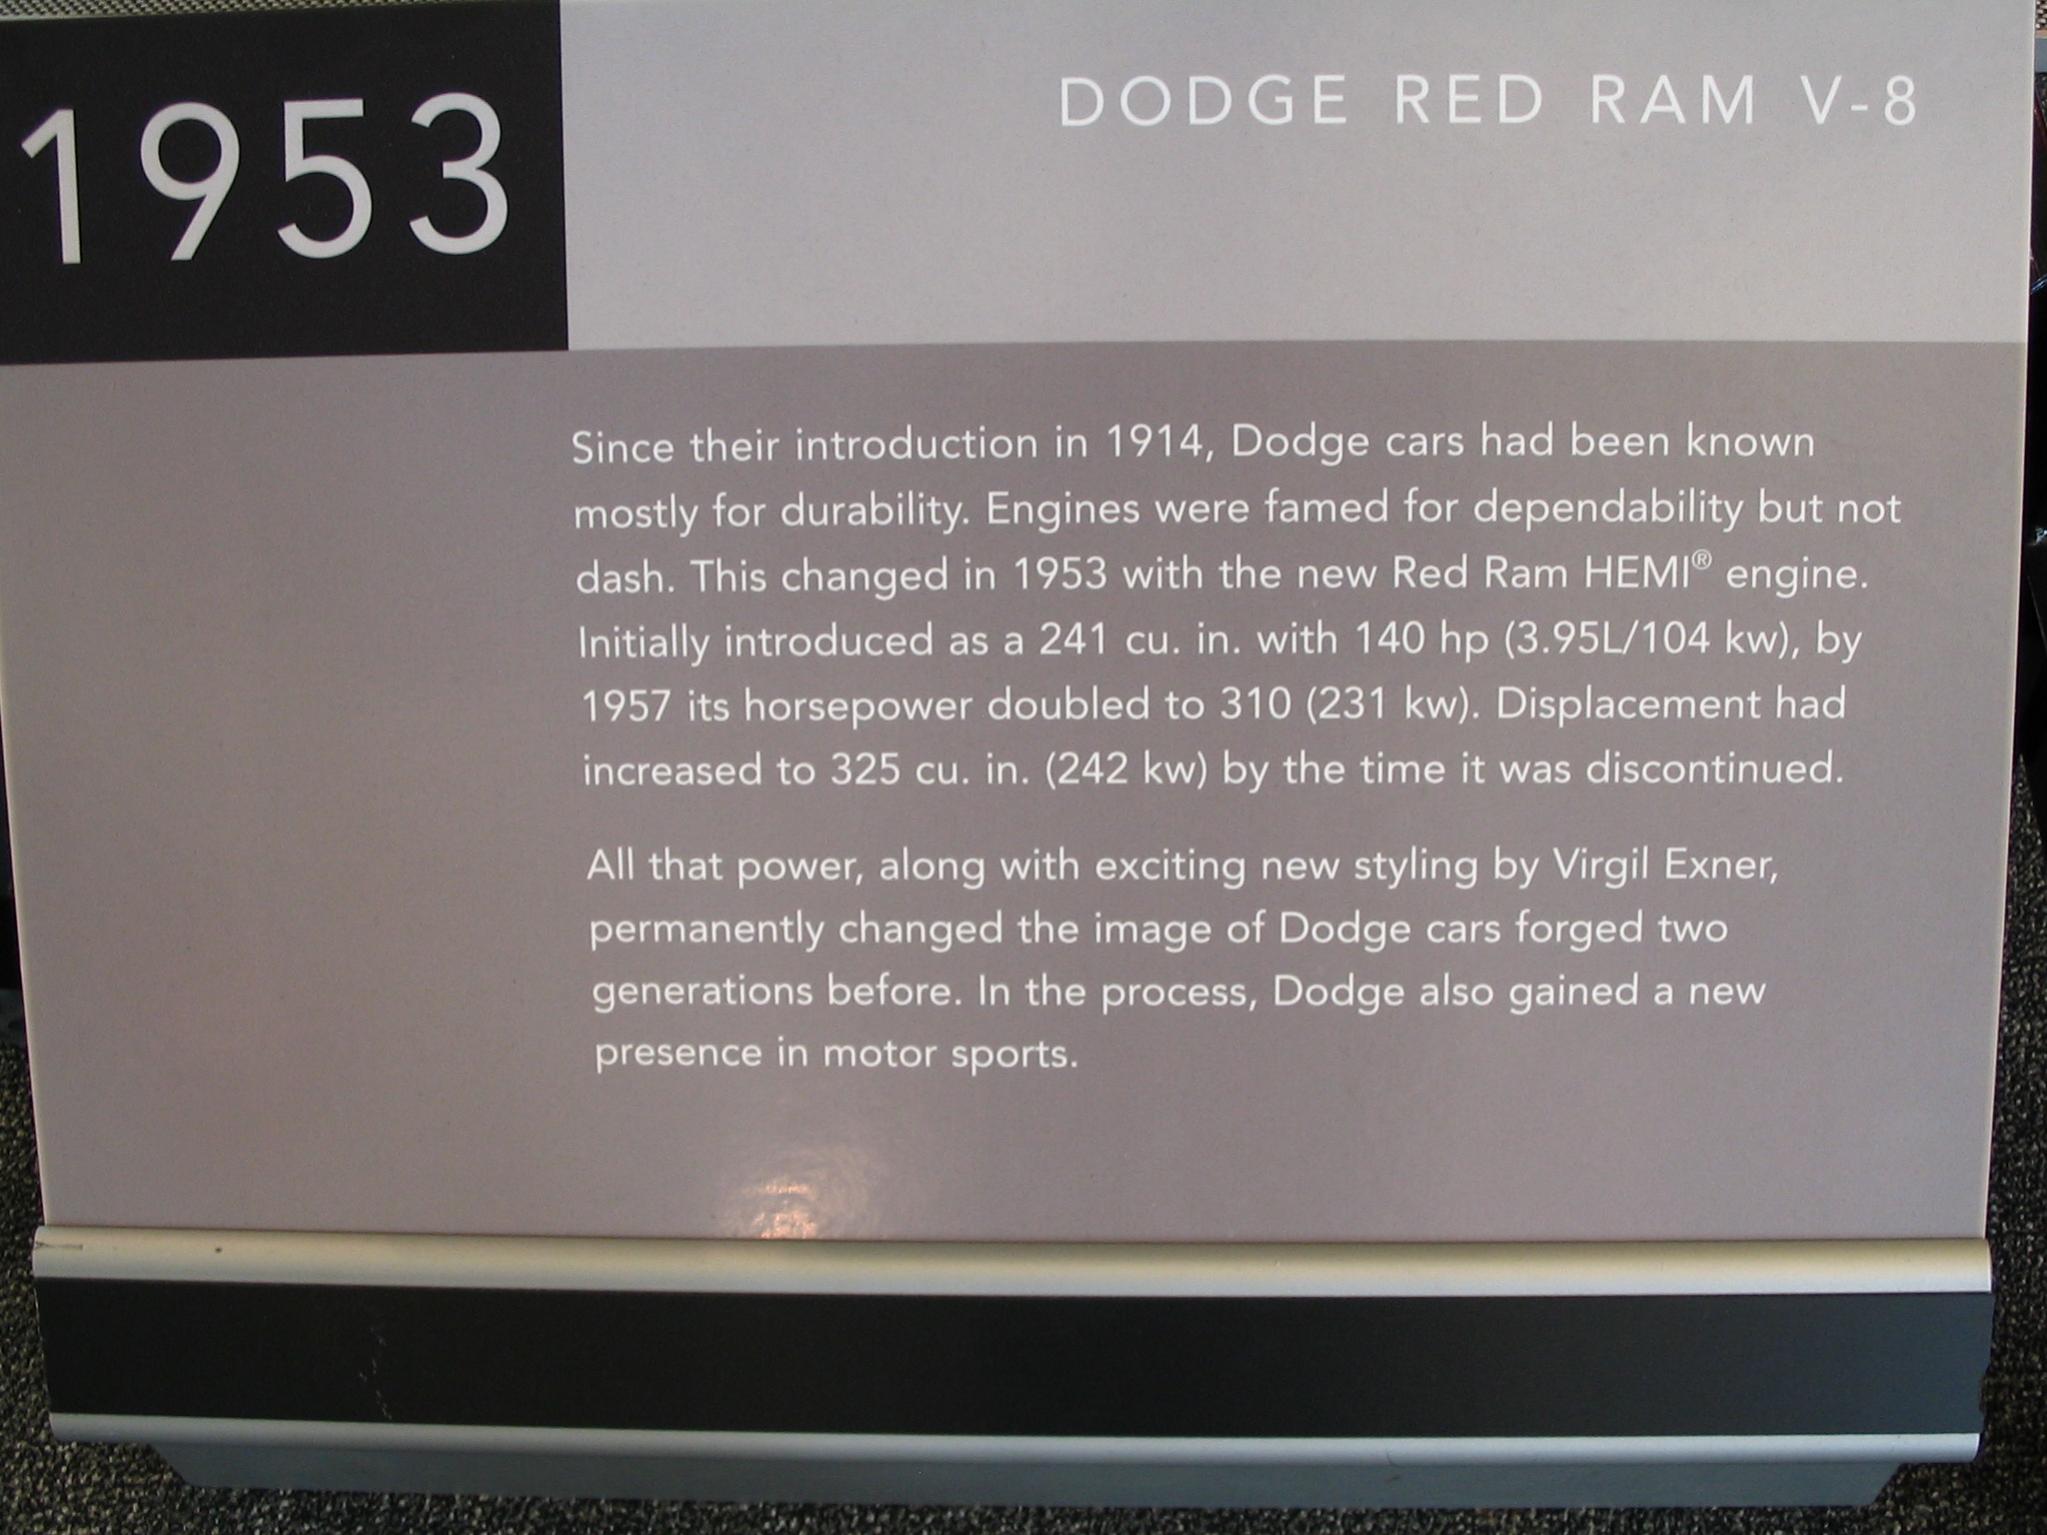 1953
DODGE RED RAM V-8
Since their introduction in 1914, Dodge cars had been known
mostly for durability. Engines were famed for dependability but not
dash. This changed in 1953 with the new Red Ram HEMI® engine.
Initially introduced as a 241 cu. in. with 140 hp (3.95L/104 kw), by
1957 its horsepower doubled to 310 (231 kw). Displacement had
increased to 325 cu. in. (242 kw) by the time it was discontinued.
All that power, along with exciting new styling by Virgil Exner,
permanently changed the image of Dodge cars forged two
generations before. In the process, Dodge also gained a new
presence in motor sports.